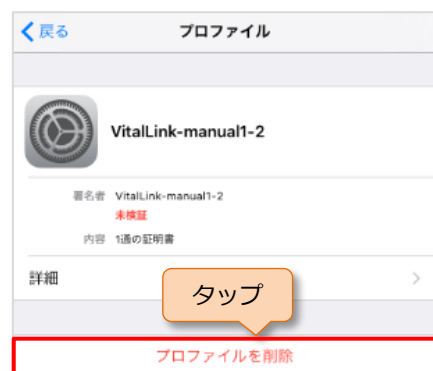 戻る
プロファイル
VitalLink-manual1-2
署名者 VitalLink-manual1-2
未検証
内容 1通の証明書
詳細
タップ
プロファイルを削除